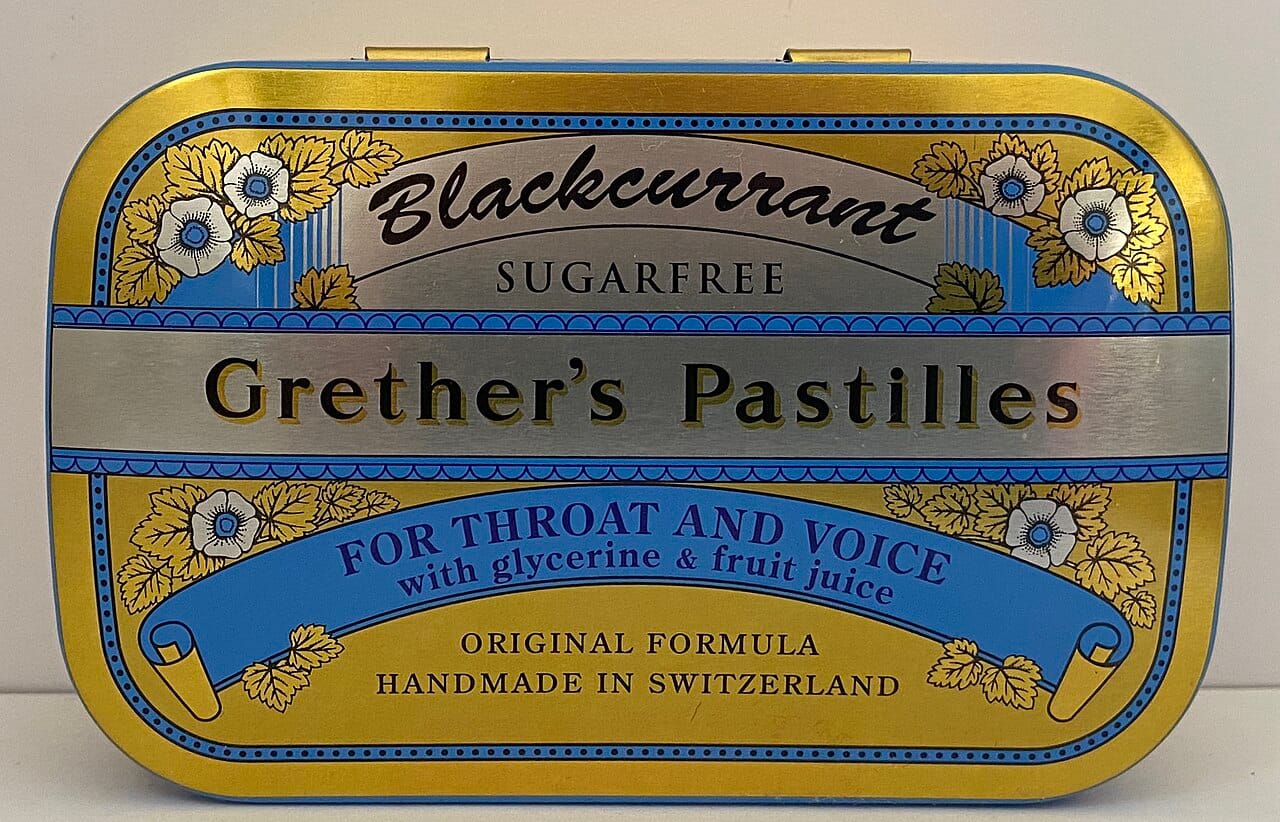 Blackcurrant
SUGARFREE
Grether's Pastilles
FOR THROAT AND VOICE
with glycerine & fruit juice
ORIGINAL FORMULA
HANDMADE IN SWITZERLAND